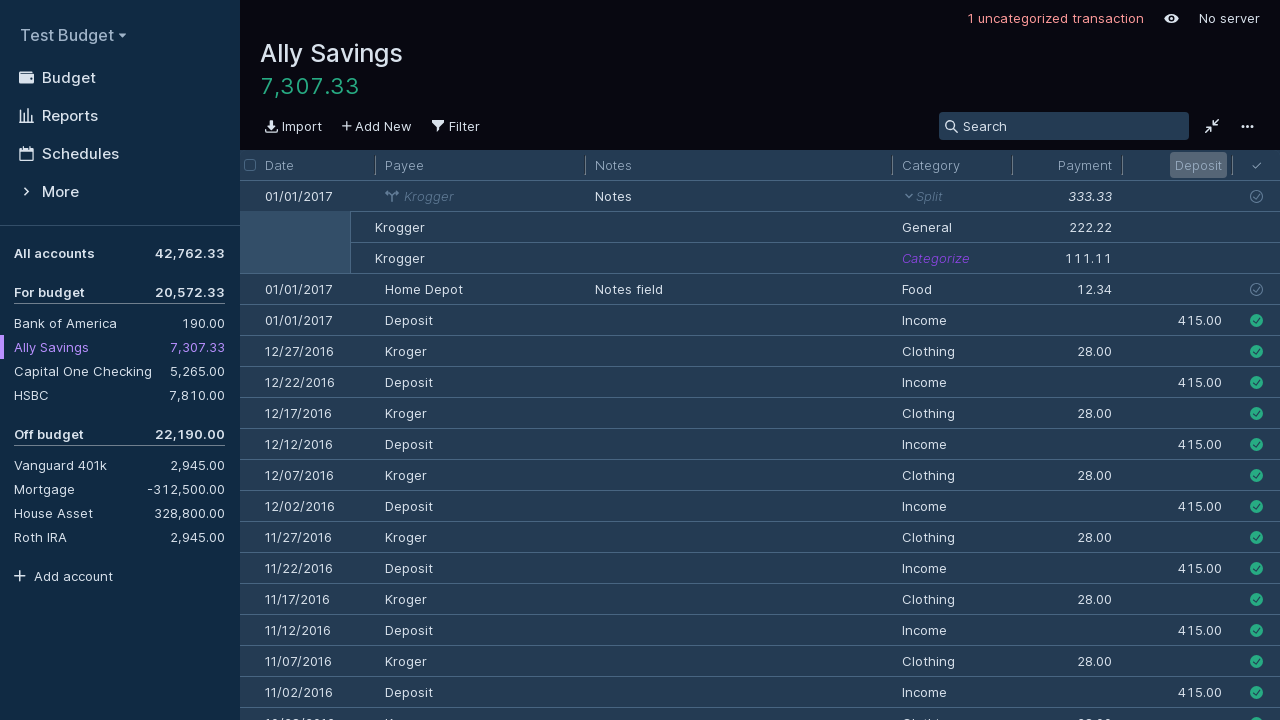 Test Budget
Budget
Reports
Schedules
More
All accounts 42,762.33
For budget 20,572.33
Bank of America 190.00
Ally Savings 7,307.33
Capital One Checking 5,265.00
HSBC 7,810.00
Off budget 22,190.00
Vanguard 401k 2,945.00
Mortgage -312,500.00
House Asset 328,800.00
Roth IRA 2,945.00
Add account
1 uncategorized transaction No server
Ally Savings
7,307.33
Import Add New Filter Search
Date Payee Notes Category Payment Deposit
01/01/2017 Krogger Notes Split 333.33
Krogger General 222.22
Krogger Categorize 111.11
01/01/2017 Home Depot Notes field Food 12.34
01/01/2017 Deposit Income 415.00
12/27/2016 Kroger Clothing 28.00
12/22/2016 Deposit Income 415.00
12/17/2016 Kroger Clothing 28.00
12/12/2016 Deposit Income 415.00
12/07/2016 Kroger Clothing 28.00
12/02/2016 Deposit Income 415.00
11/27/2016 Kroger Clothing 28.00
11/22/2016 Deposit Income 415.00
11/17/2016 Kroger Clothing 28.00
11/12/2016 Deposit Income 415.00
11/07/2016 Kroger Clothing 28.00
11/02/2016 Deposit Income 415.00